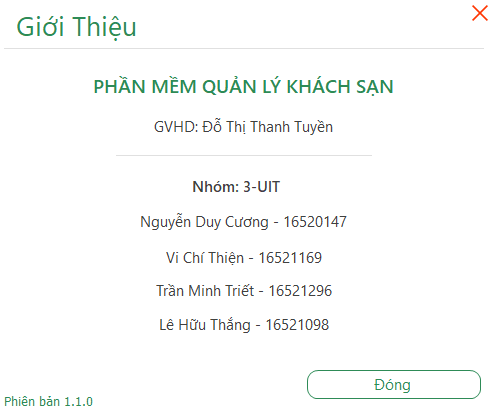 Giới Thiệu
PHẦN MỀM QUẢN LÝ KHÁCH SẠN
GVHD: Đỗ Thị Thanh Tuyền
Nhóm: 3-UIT
Nguyễn Duy Cương - 16520147
Vi Chí Thiện - 16521169
Trần Minh Triết - 16521296
Lê Hữu Thắng - 16521098
Đóng
Phiên bản 1.1.0